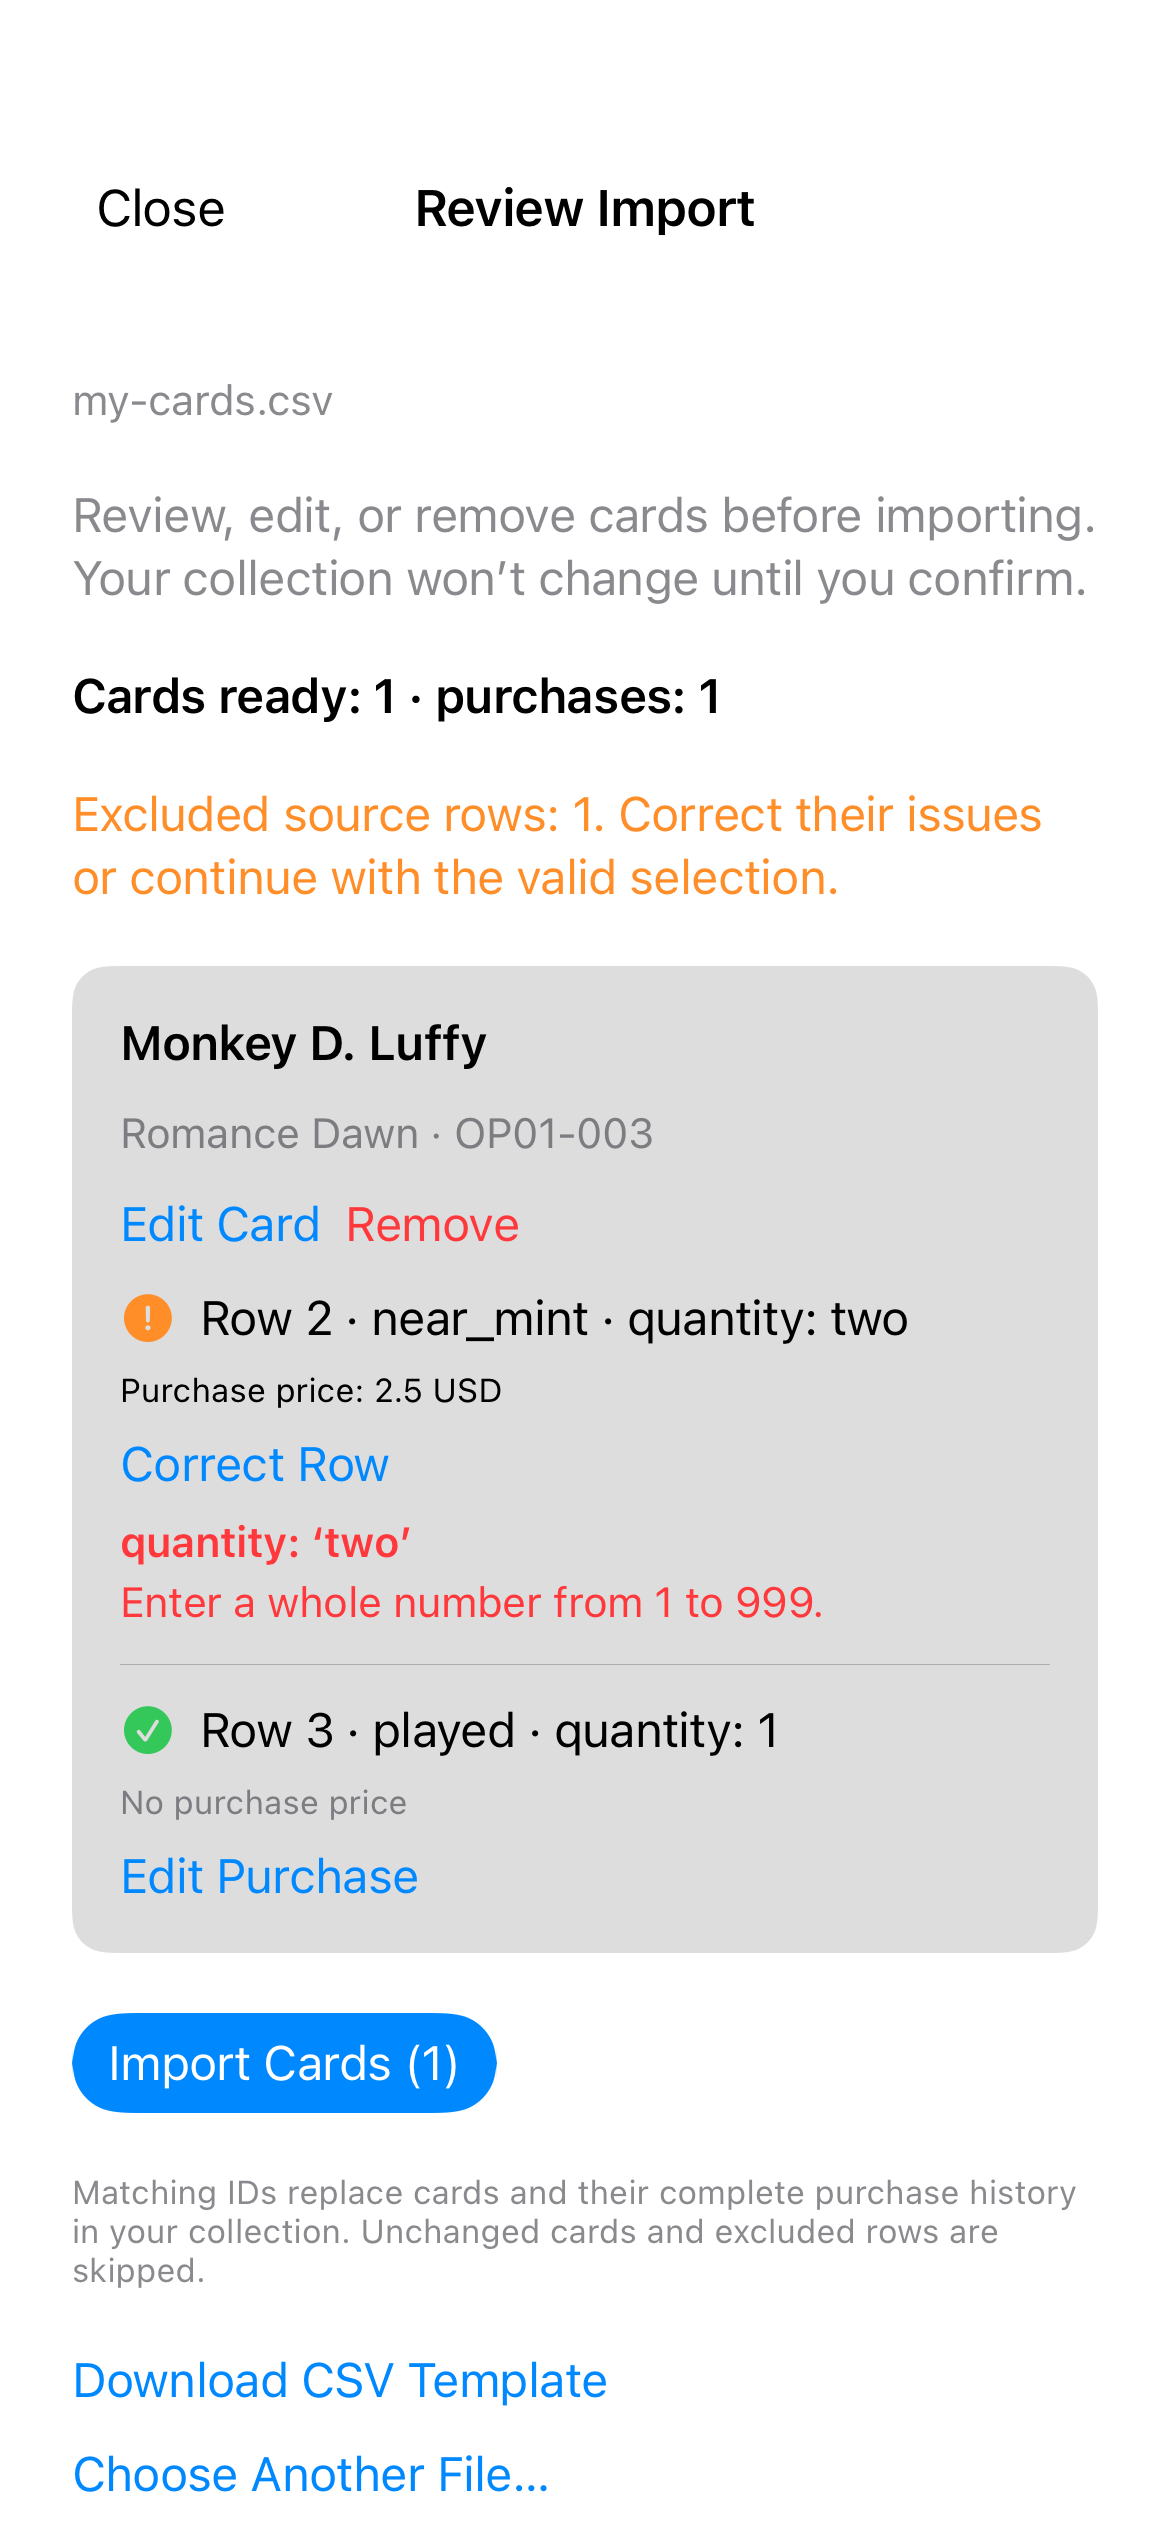 Close Review Import
my-cards.csv
Review, edit, or remove cards before importing.
Your collection won’t change until you confirm.
Cards ready: 1 · purchases: 1
Excluded source rows: 1. Correct their issues
or continue with the valid selection.
Monkey D. Luffy
Romance Dawn · OP01-003
Edit Card Remove
! Row 2 · near_mint · quantity: two
Purchase price: 2.5 USD
Correct Row
quantity: ‘two’
Enter a whole number from 1 to 999.
Row 3 · played · quantity: 1
No purchase price
Edit Purchase
Import Cards (1)
Matching IDs replace cards and their complete purchase history
in your collection. Unchanged cards and excluded rows are
skipped.
Download CSV Template
Choose Another File...